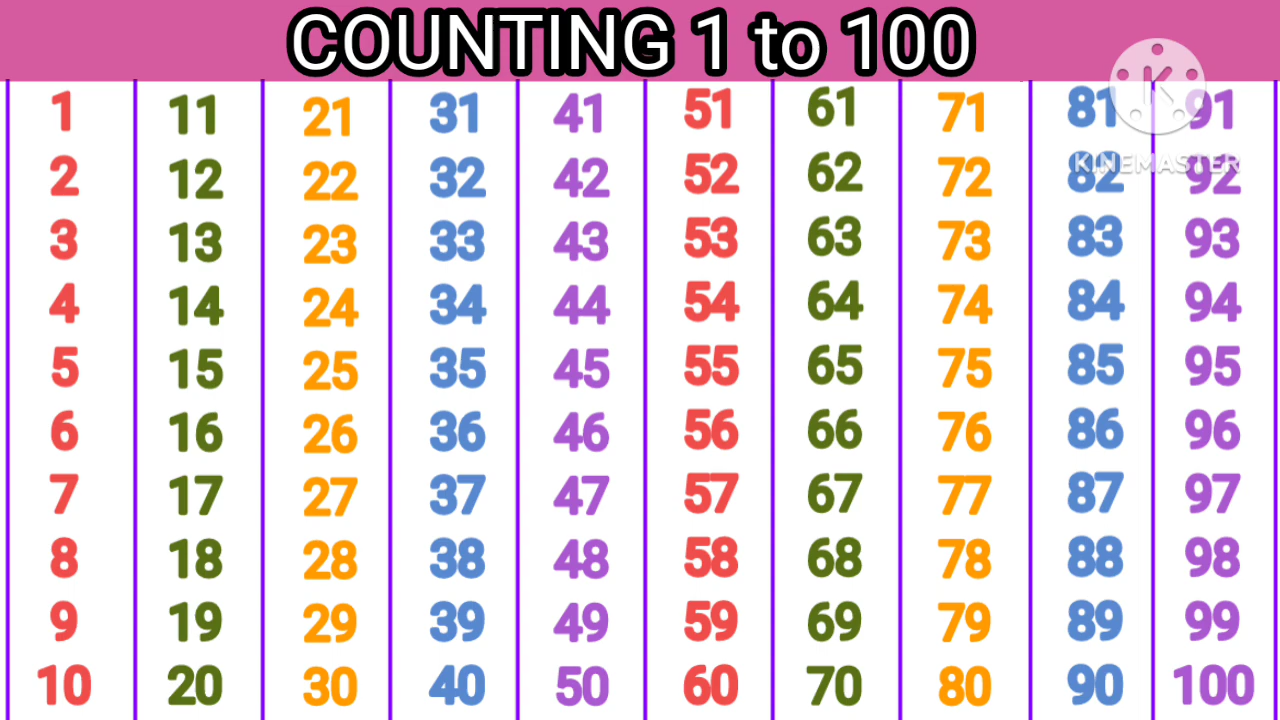 COUNTING 1 to 100
1 11 21 31 41 51 61 71 81 91
2 12 22 32 42 52 62 72 82 92
3 13 23 33 43 53 63 73 83 93
4 14 24 34 44 54 64 74 84 94
5 15 25 35 45 55 65 75 85 95
6 16 26 36 46 56 66 76 86 96
7 17 27 37 47 57 67 77 87 97
8 18 28 38 48 58 68 78 88 98
9 19 29 39 49 59 69 79 89 99
10 20 30 40 50 60 70 80 90 100
K
KINEMASTER